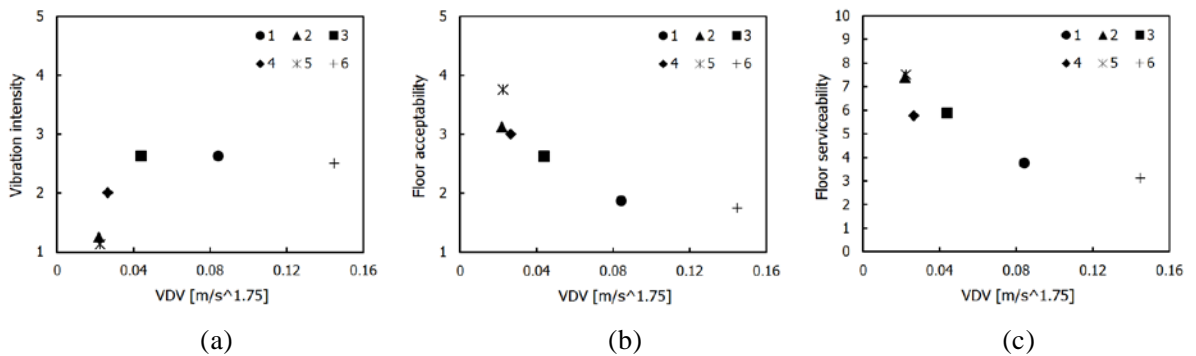 5
4
3
2
1
Vibration intensity
1 2 3
4 5 6
0 0.04 0.08 0.12 0.16
VDV [m/s^1.75]
(a)
5
4
3
2
1
Floor acceptability
1 2 3
4 5 6
0 0.04 0.08 0.12 0.16
VDV [m/s^1.75]
(b)
10
9
8
7
6
5
4
3
2
1
0
Floor serviceability
1 2 3
4 5 6
0 0.04 0.08 0.12 0.16
VDV [m/s^1.75]
(c)